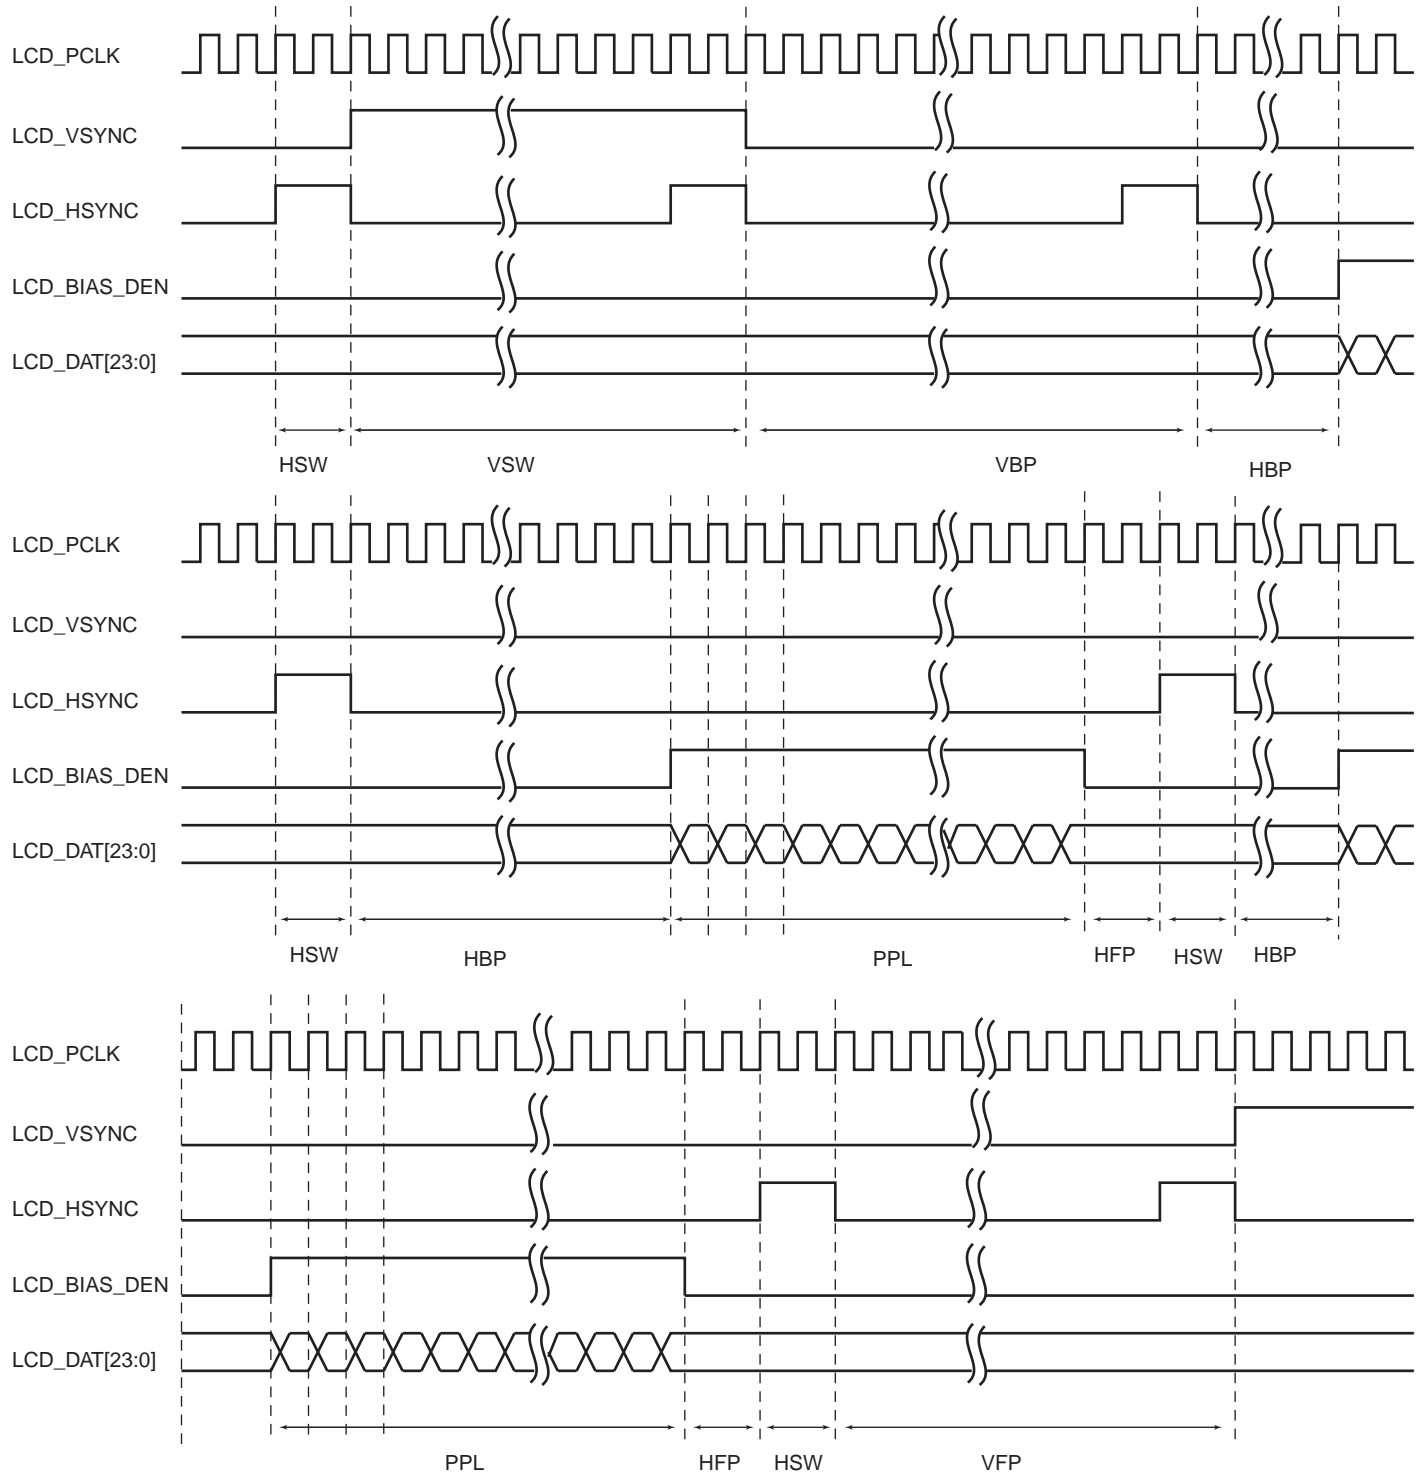 LCD_PCLK
LCD_VSYNC
LCD_HSYNC
LCD_BIAS_DEN
LCD_DAT[23:0]
HSW VSW VBP HBP
LCD_PCLK
LCD_VSYNC
LCD_HSYNC
LCD_BIAS_DEN
LCD_DAT[23:0]
HSW HBP PPL HFP HSW HBP
LCD_PCLK
LCD_VSYNC
LCD_HSYNC
LCD_BIAS_DEN
LCD_DAT[23:0]
PPL HFP HSW VFP